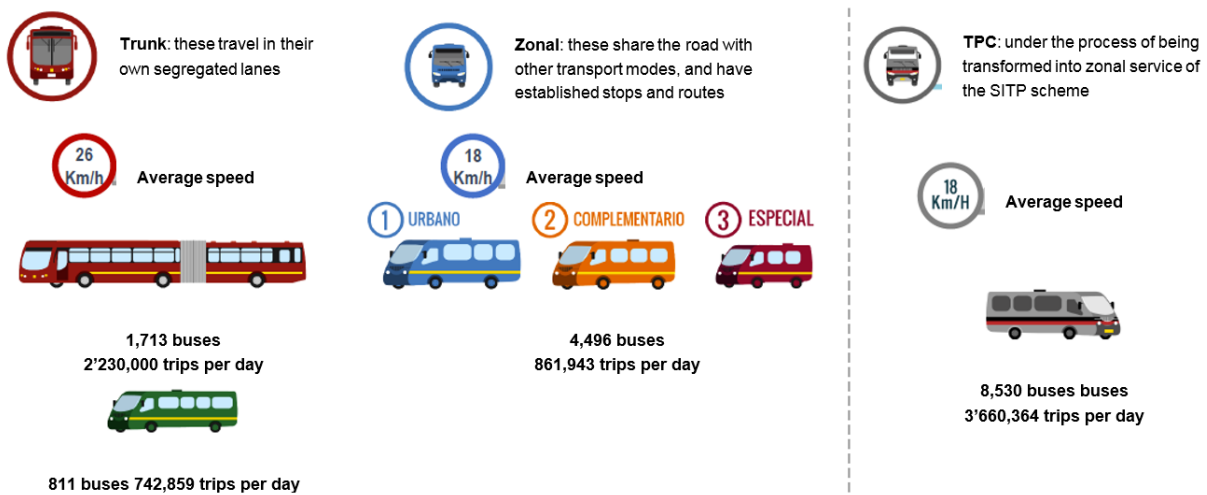 Trunk: these travel in their
own segregated lanes
26
Km/h
Average speed
1,713 buses
2'230,000 trips per day
811 buses 742,859 trips per day
Zonal: these share the road with
other transport modes, and have
established stops and routes
18
Km/h
Average speed
1 URBANO
2 COMPLEMENTARIO
3 ESPECIAL
4,496 buses
861,943 trips per day
TPC: under the process of being
transformed into zonal service of
the SITP scheme
18
Km/H
Average speed
8,530 buses buses
3'660,364 trips per day